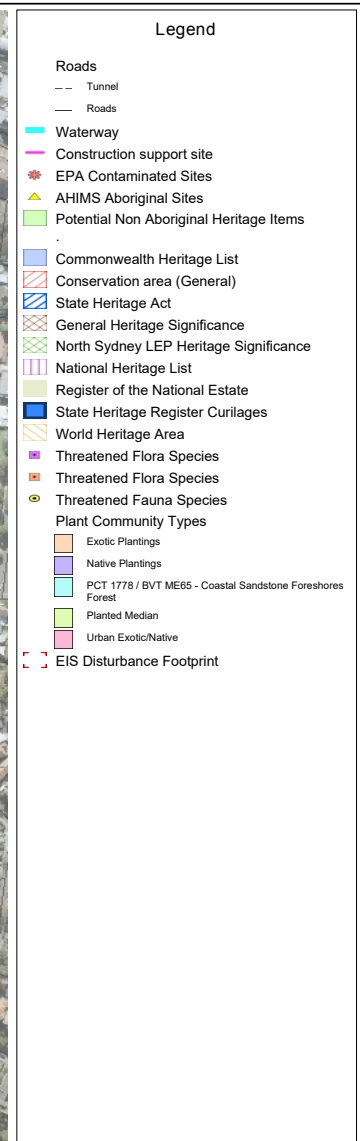 Legend
Roads
Tunnel
Roads
Waterway
Construction support site
EPA Contaminated Sites
AHIMS Aboriginal Sites
Potential Non Aboriginal Heritage Items
.
Commonwealth Heritage List
Conservation area (General)
State Heritage Act
General Heritage Significance
North Sydney LEP Heritage Significance
National Heritage List
Register of the National Estate
State Heritage Register Curilages
World Heritage Area
Threatened Flora Species
Threatened Flora Species
Threatened Fauna Species
Plant Community Types
Exotic Plantings
Native Plantings
PCT 1778 / BVT ME65 - Coastal Sandstone Foreshores
Forest
Planted Median
Urban Exotic/Native
EIS Disturbance Footprint